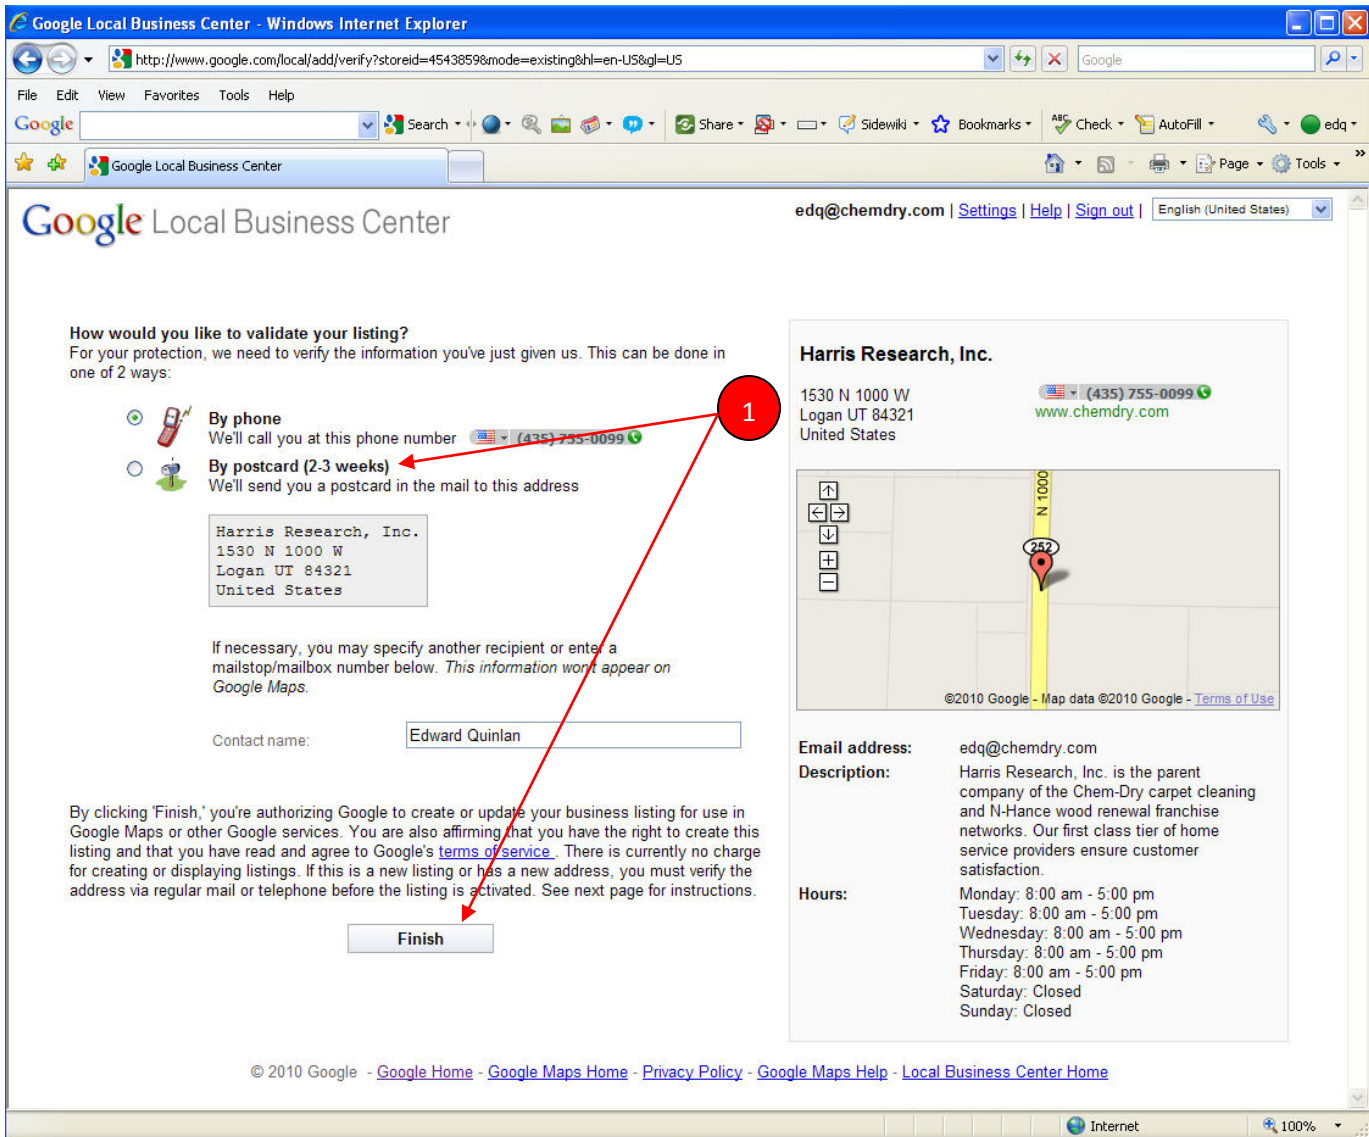 Google Local Business Center - Windows Internet Explorer
http://www.google.com/local/add/verify?storeid=4543859&mode=existing&hl=en-US&gl=US
Google
File Edit View Favorites Tools Help
Google Search Share Sidewiki Bookmarks ABC Check AutoFill edq
Google Local Business Center
Page Tools »
Google Local Business Center
edq@chemdry.com | Settings | Help | Sign out | English (United States)
How would you like to validate your listing?
For your protection, we need to verify the information you've just given us. This can be done in
one of 2 ways:
By phone
We'll call you at this phone number (435) 755-0099
By postcard (2-3 weeks)
We'll send you a postcard in the mail to this address
Harris Research, Inc.
1530 N 1000 W
Logan UT 84321
United States
If necessary, you may specify another recipient or enter a
mailstop/mailbox number below. This information won't appear on
Google Maps.
Contact name: Edward Quinlan
By clicking 'Finish,' you're authorizing Google to create or update your business listing for use in
Google Maps or other Google services. You are also affirming that you have the right to create this
listing and that you have read and agree to Google's terms of service . There is currently no charge
for creating or displaying listings. If this is a new listing or has a new address, you must verify the
address via regular mail or telephone before the listing is activated. See next page for instructions.
Finish
1
Harris Research, Inc.
1530 N 1000 W
Logan UT 84321
United States
(435) 755-0099
www.chemdry.com
N 1000
252
©2010 Google - Map data ©2010 Google - Terms of Use
Email address: edq@chemdry.com
Description: Harris Research, Inc. is the parent
company of the Chem-Dry carpet cleaning
and N-Hance wood renewal franchise
networks. Our first class tier of home
service providers ensure customer
satisfaction.
Hours: Monday: 8:00 am - 5:00 pm
Tuesday: 8:00 am - 5:00 pm
Wednesday: 8:00 am - 5:00 pm
Thursday: 8:00 am - 5:00 pm
Friday: 8:00 am - 5:00 pm
Saturday: Closed
Sunday: Closed
© 2010 Google - Google Home - Google Maps Home - Privacy Policy - Google Maps Help - Local Business Center Home
Internet 100%